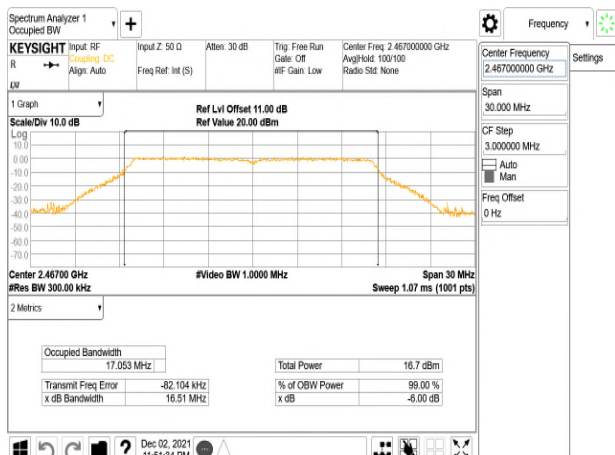 Spectrum Analyzer 1
Occupied BW
+
Frequency
KEYSIGHT
R
Input: RF
Coupling: DC
Align: Auto
Input Z: 50 Ω
Freq Ref: Int (S)
Atten: 30 dB
Trig: Free Run
Gate: Off
#IF Gain: Low
Center Freq: 2.467000000 GHz
Avg|Hold: 100/100
Radio Std: None
Center Frequency
2.467000000 GHz
Settings
Span
30.000 MHz
CF Step
3.000000 MHz
Auto
Man
Freq Offset
0 Hz
1 Graph
Scale/Div 10.0 dB
Ref Lvl Offset 11.00 dB
Ref Value 20.00 dBm
Log
10.0
0.00
-10.0
-20.0
-30.0
-40.0
-50.0
-60.0
-70.0
Center 2.46700 GHz
#Video BW 1.0000 MHz
Span 30 MHz
#Res BW 300.00 kHz
Sweep 1.07 ms (1001 pts)
2 Metrics
Occupied Bandwidth
17.053 MHz
Total Power 16.7 dBm
Transmit Freq Error -82.104 kHz
% of OBW Power 99.00 %
x dB Bandwidth 16.51 MHz
x dB -6.00 dB
?
Dec 02, 2021